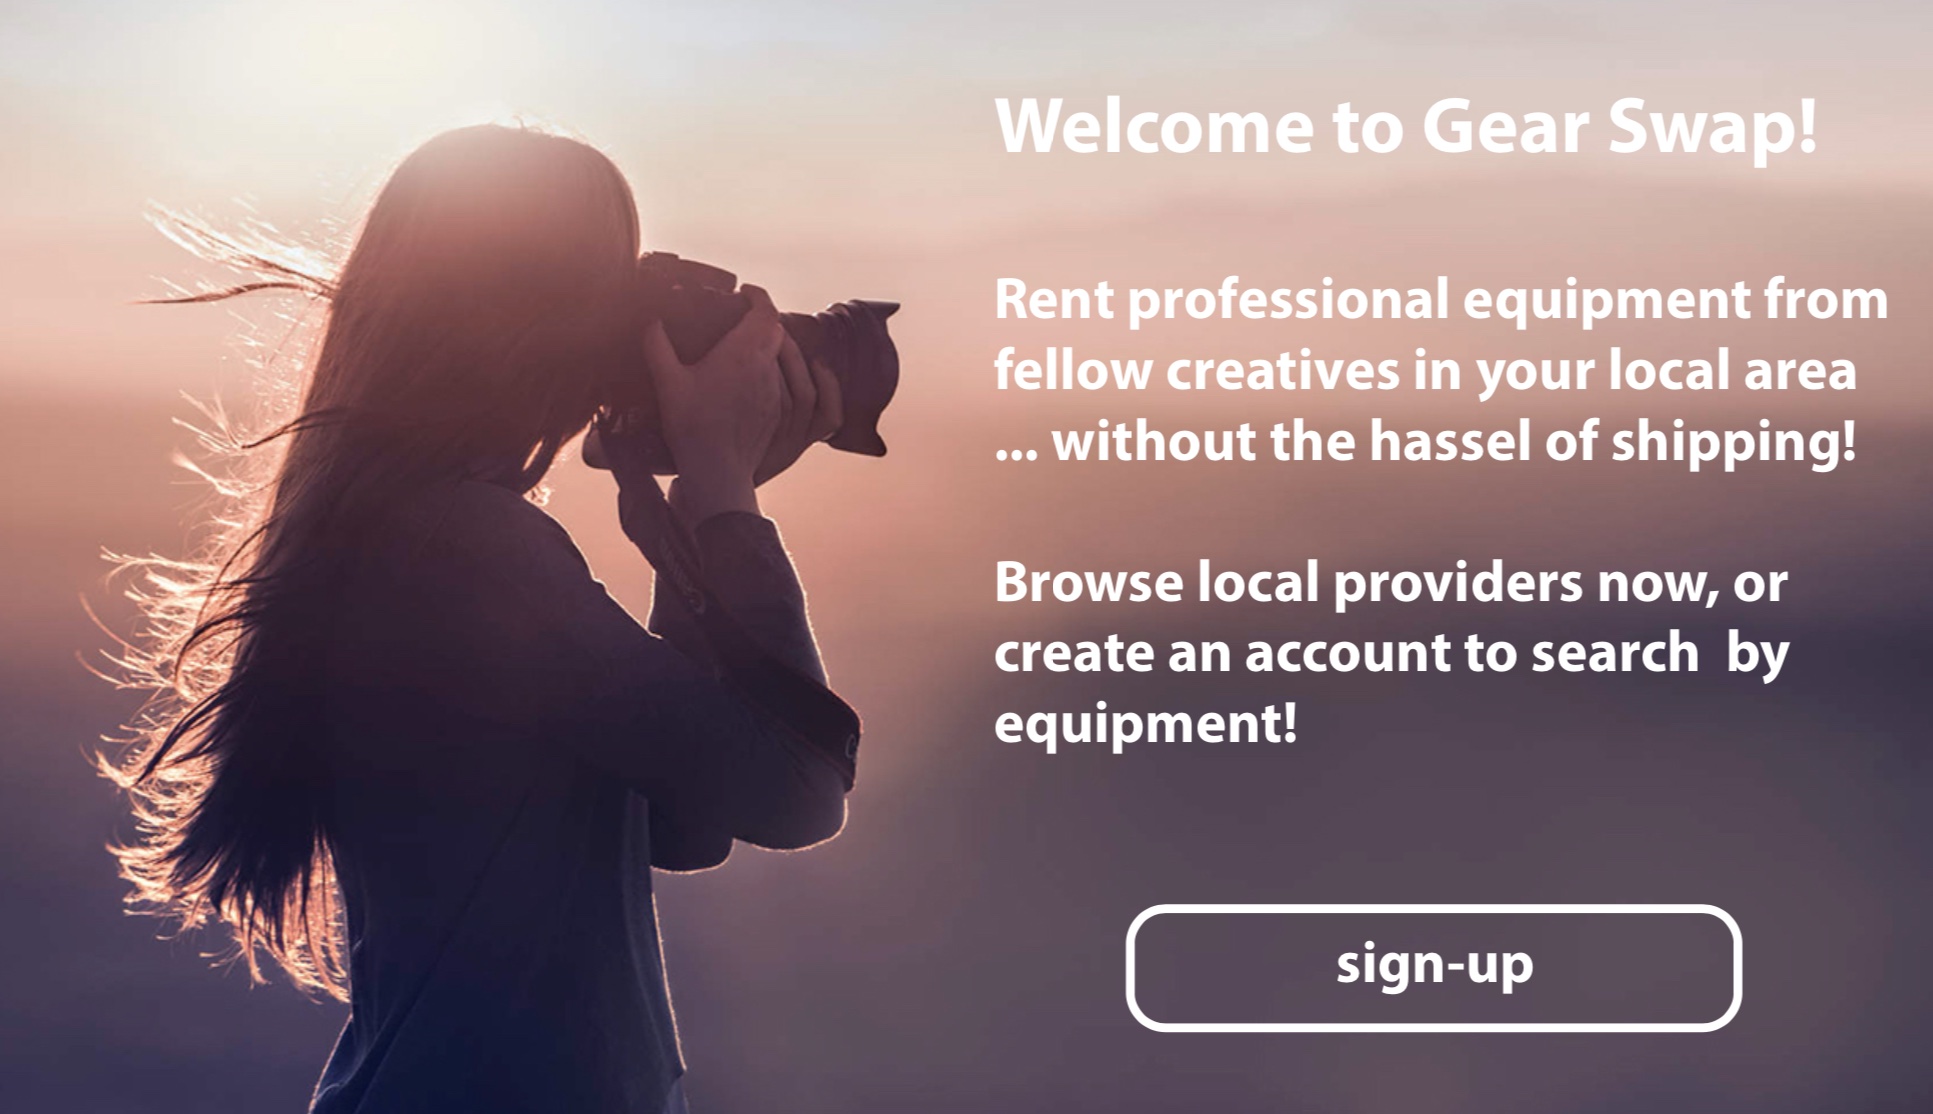 Welcome to Gear Swap!
Rent professional equipment from
fellow creatives in your local area
... without the hassel of shipping!
Browse local providers now, or
create an account to search  by
equipment!
sign-up